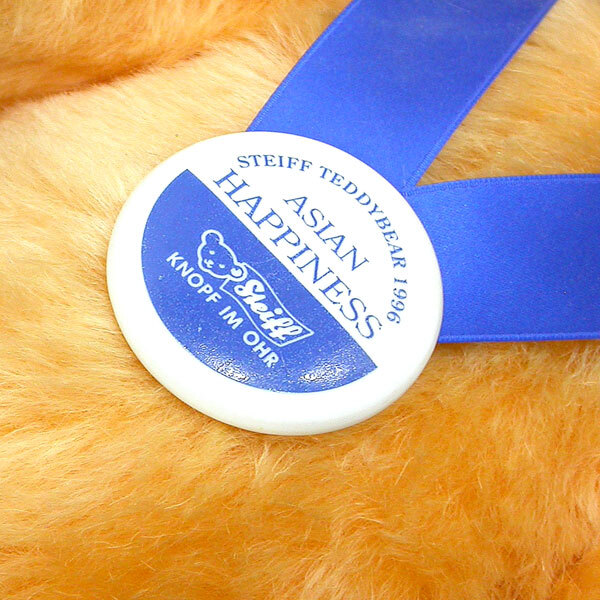 STEIFF TEDDYBEAR 1996
ASIAN
HAPPINESS
Steiff
KNOPF IM OHR